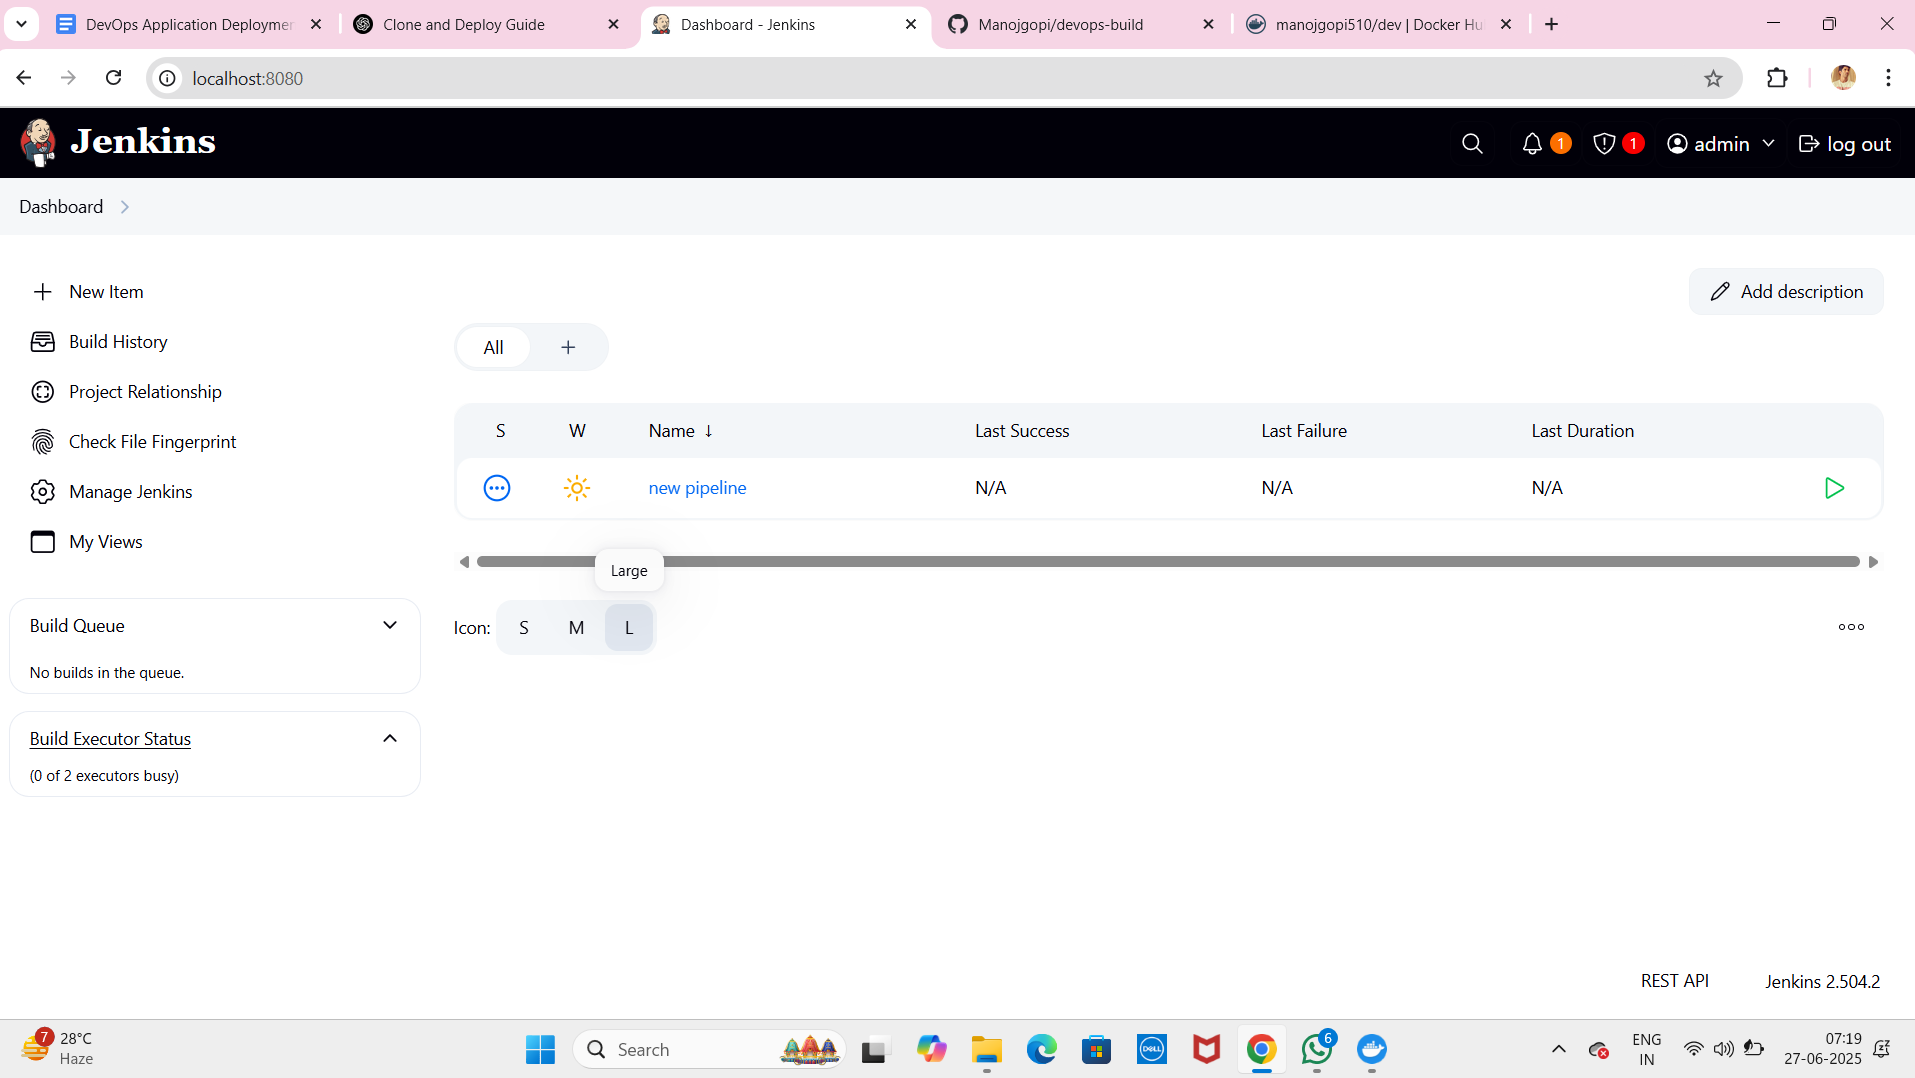 DevOps Application Deploymen
Clone and Deploy Guide
Dashboard - Jenkins
Manojgopi/devops-build
manojgopi510/dev | Docker Hu
localhost:8080
Jenkins
1
1
admin
log out
Dashboard
New Item
Add description
Build History
All
+
Project Relationship
S
W
Name ↓
Last Success
Last Failure
Last Duration
Check File Fingerprint
new pipeline
N/A
N/A
N/A
Manage Jenkins
My Views
Large
Build Queue
Icon:
S
M
L
No builds in the queue.
Build Executor Status
(0 of 2 executors busy)
REST API
Jenkins 2.504.2
7
28°C
Haze
Search
DELL
6
ENG
IN
07:19
27-06-2025